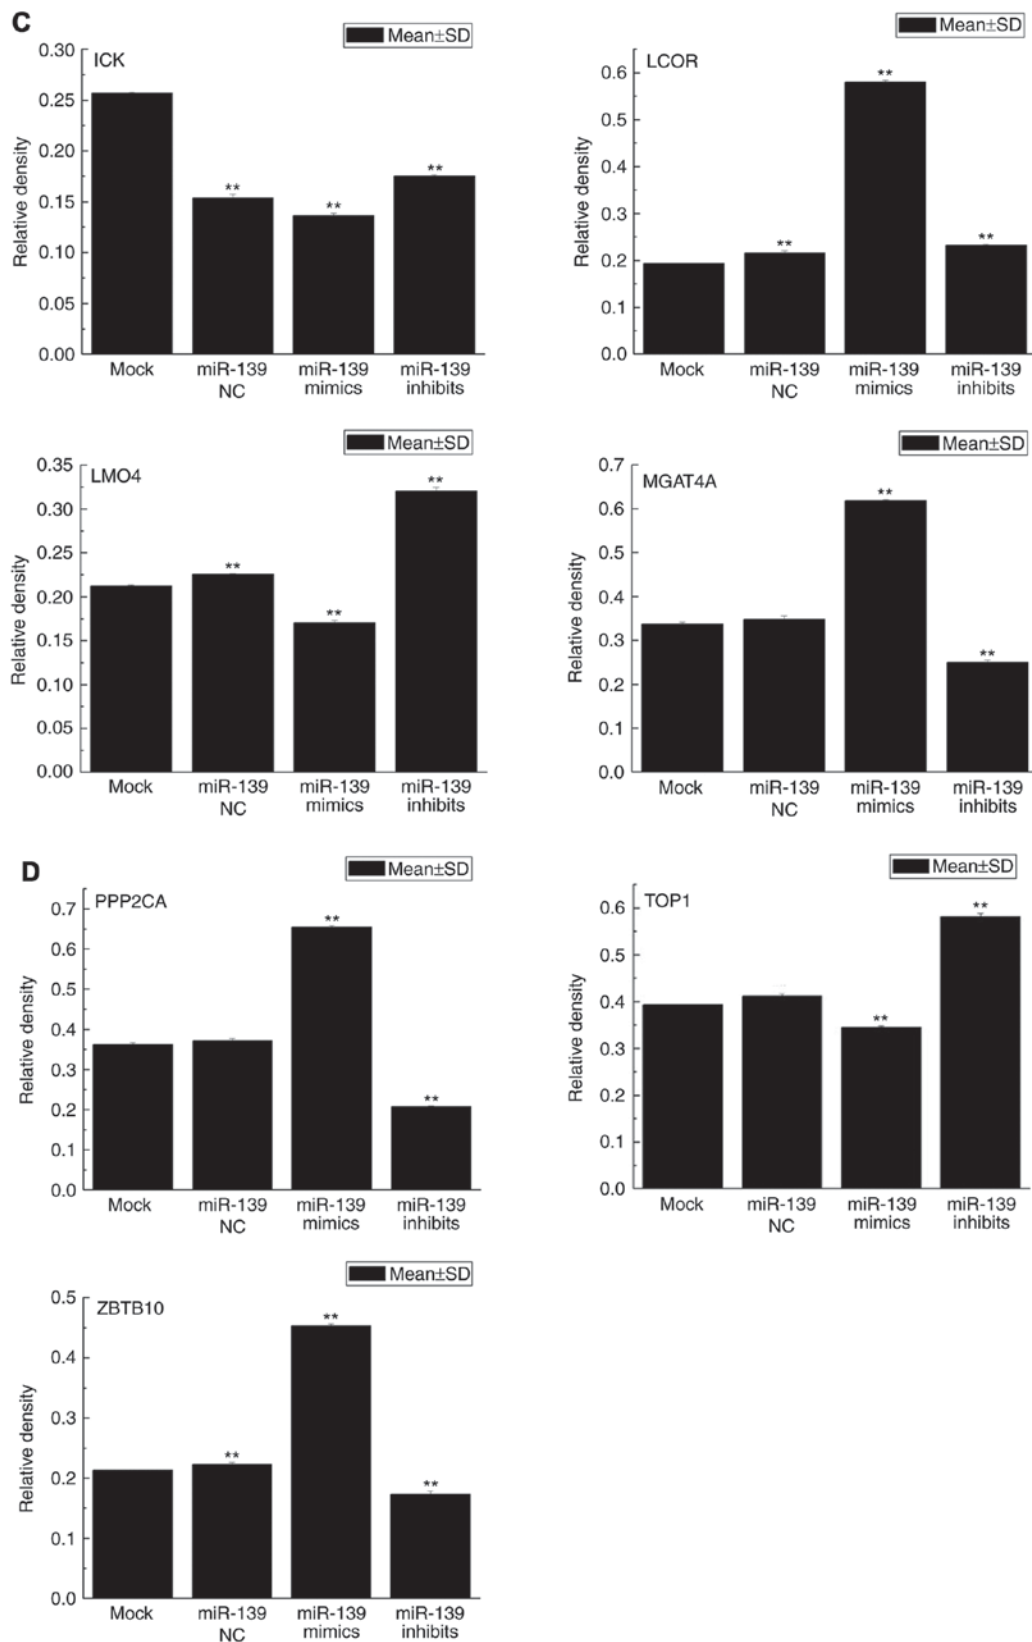 C
Mean±SD
ICK
0.30
0.25
0.20
0.15
0.10
0.05
0.00
Relative density
**
**
**
Mock
miR-139 NC
miR-139 mimics
miR-139 inhibits
Mean±SD
LCOR
0.6
0.5
0.4
0.3
0.2
0.1
0.0
Relative density
**
**
**
Mock
miR-139 NC
miR-139 mimics
miR-139 inhibits
Mean±SD
LMO4
0.35
0.30
0.25
0.20
0.15
0.10
0.05
0.00
Relative density
**
**
**
Mock
miR-139 NC
miR-139 mimics
miR-139 inhibits
Mean±SD
MGAT4A
0.7
0.6
0.5
0.4
0.3
0.2
0.1
0.0
Relative density
**
**
Mock
miR-139 NC
miR-139 mimics
miR-139 inhibits
D
Mean±SD
PPP2CA
0.7
0.6
0.5
0.4
0.3
0.2
0.1
0.0
Relative density
**
**
Mock
miR-139 NC
miR-139 mimics
miR-139 inhibits
Mean±SD
TOP1
0.6
0.5
0.4
0.3
0.2
0.1
0.0
Relative density
**
**
Mock
miR-139 NC
miR-139 mimics
miR-139 inhibits
Mean±SD
ZBTB10
0.5
0.4
0.3
0.2
0.1
0.0
Relative density
**
**
**
Mock
miR-139 NC
miR-139 mimics
miR-139 inhibits